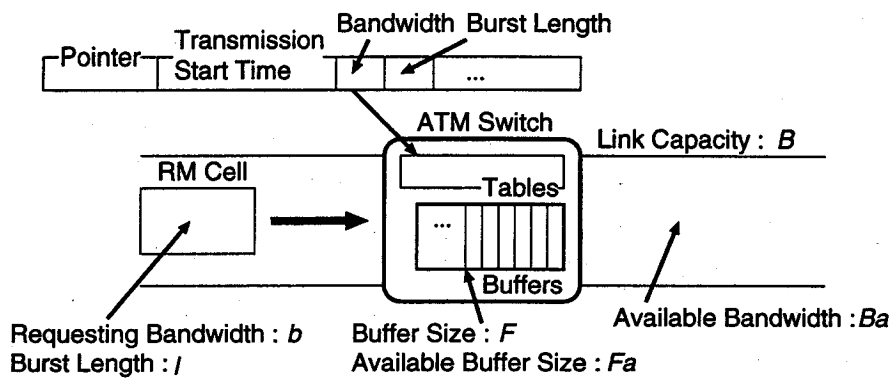 Bandwidth Burst Length
Pointer
Transmission
Start Time
...
ATM Switch
Link Capacity : B
RM Cell
Tables
...
Buffers
Requesting Bandwidth : b
Burst Length : l
Buffer Size : F
Available Buffer Size : Fa
Available Bandwidth : Ba